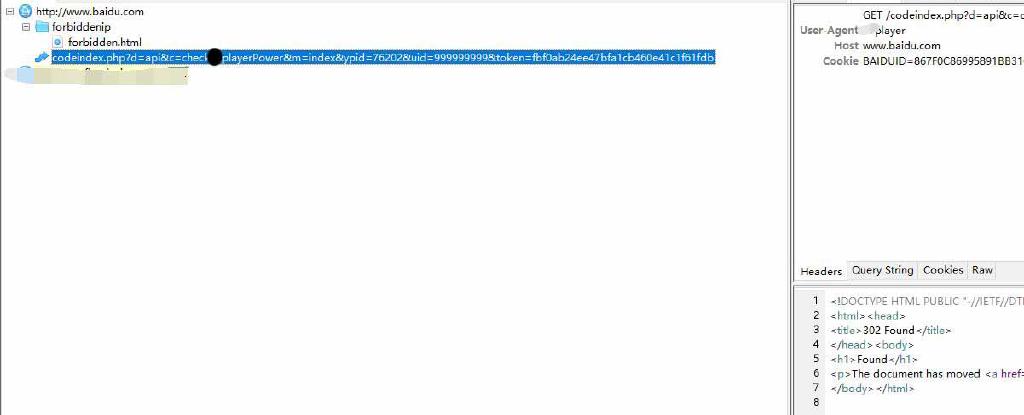 http://www.baidu.com
forbiddenip
forbidden.html
codeindex.php?d=api&c=chec playerPower&m=index&ypid=76202&uid=999999999&token=fbf0ab24ee47bfa1cb460e41c1f61fdb
GET /codeindex.php?d=api&c=c
User-Agent player
Host www.baidu.com
Cookie BAIDUID=867F0C86995891BB31
Headers Query String Cookies Raw
1 <!DOCTYPE HTML PUBLIC "-//IETF//DT
2 <html><head>
3 <title>302 Found</title>
4 </head><body>
5 <h1>Found</h1>
6 <p>The document has moved <a href=
7 </body></html>
8